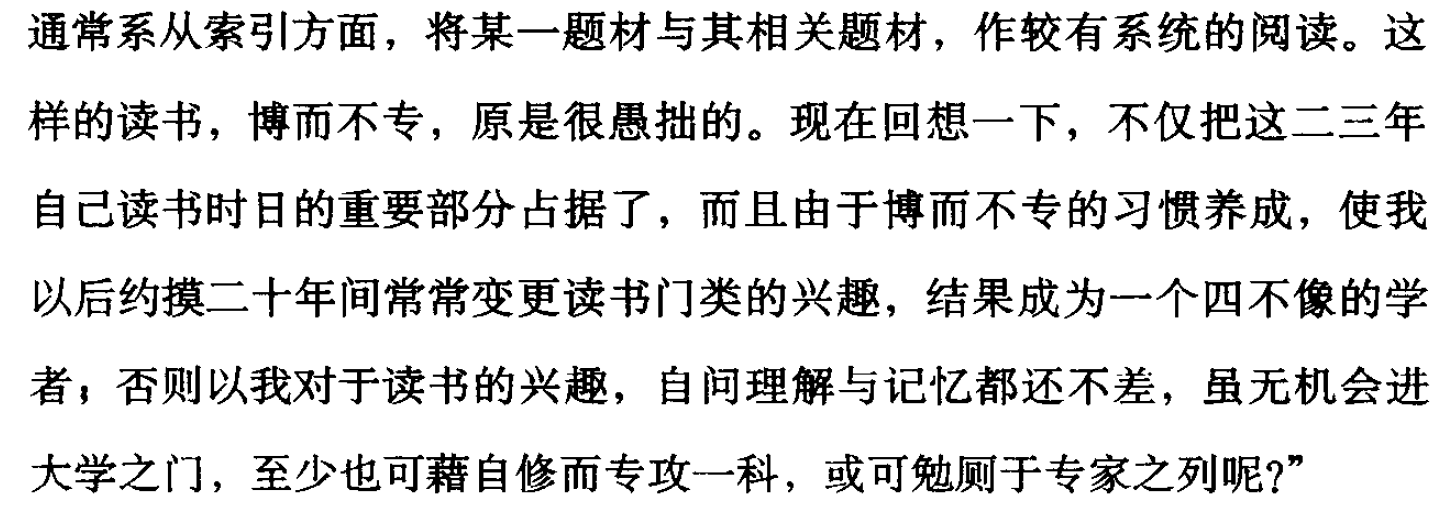 通常系从索引方面，将某一题材与其相关题材，作较有系统的阅读。这
样的读书，博而不专，原是很愚拙的。现在回想一下，不仅把这二三年
自己读书时日的重要部分占据了，而且由于博而不专的习惯养成，使我
以后约摸二十年间常常变更读书门类的兴趣，结果成为一个四不像的学
者；否则以我对于读书的兴趣，自问理解与记忆都还不差，虽无机会进
大学之门，至少也可藉自修而专攻一科，或可勉厕于专家之列呢?”